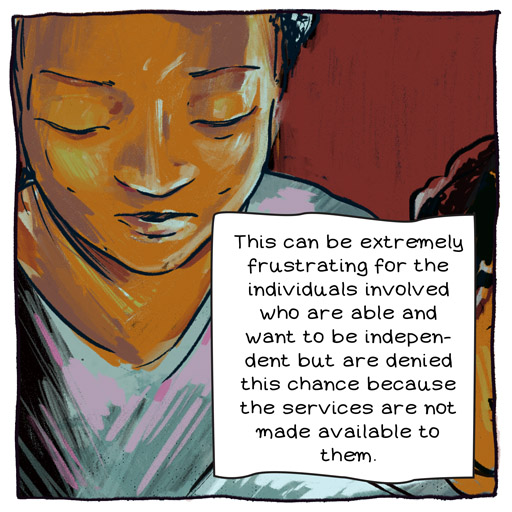 This can be extremely
frustrating for the
individuals involved
who are able and
want to be indepen-
dent but are denied
this chance because
the services are not
made available to
them.